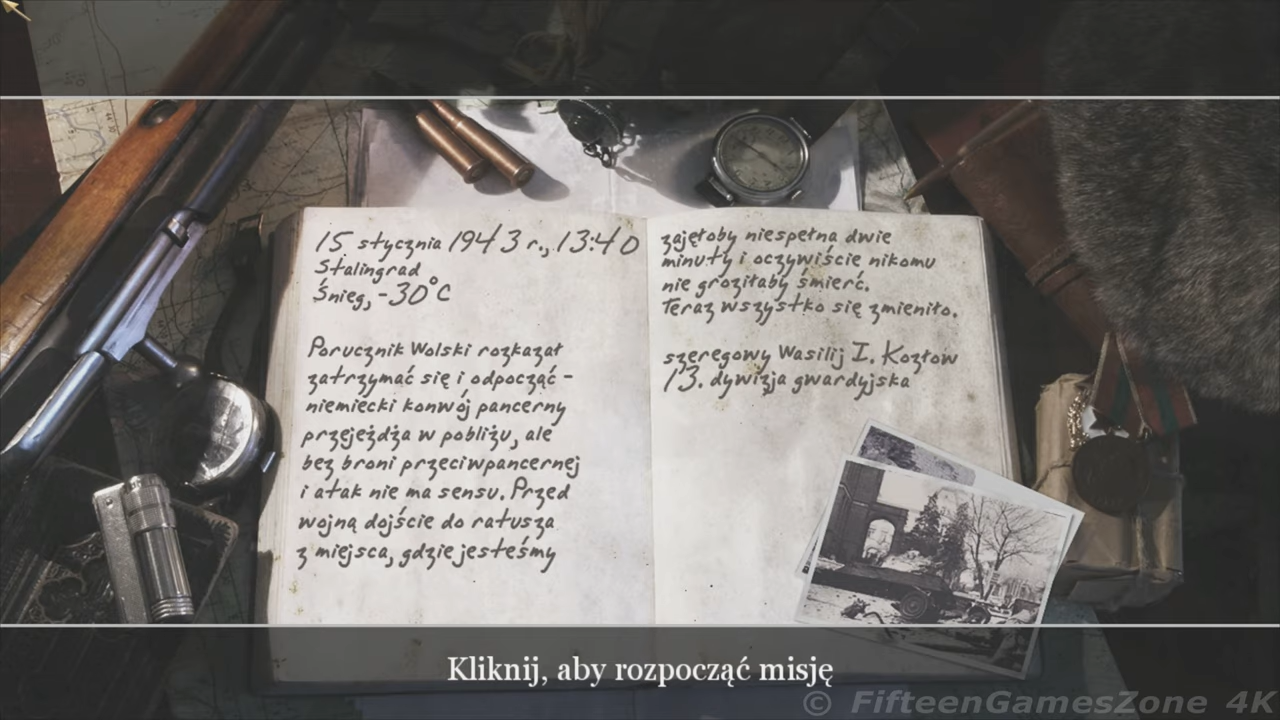 15 stycznia 1943 r., 13:40
Stalingrad
Śnieg, -30°C
Porucznik Wolski rozkazał
zatrzymać się i odpocząć -
niemiecki konwój pancerny
przejeżdża w pobliżu, ale
bez broni przeciwpancernej
i atak nie ma sensu. Przed
wojną dojście do ratusza
z miejsca, gdzie jesteśmy
zajęłoby niespełna dwie
minuty i oczywiście nikomu
nie groziłaby śmierć.
Teraz wszystko się zmieniło.
szeregowy Wasilij I. Kozłow
13. dywizja gwardyjska
Kliknij, aby rozpocząć misję
© FifteenGamesZone 4K